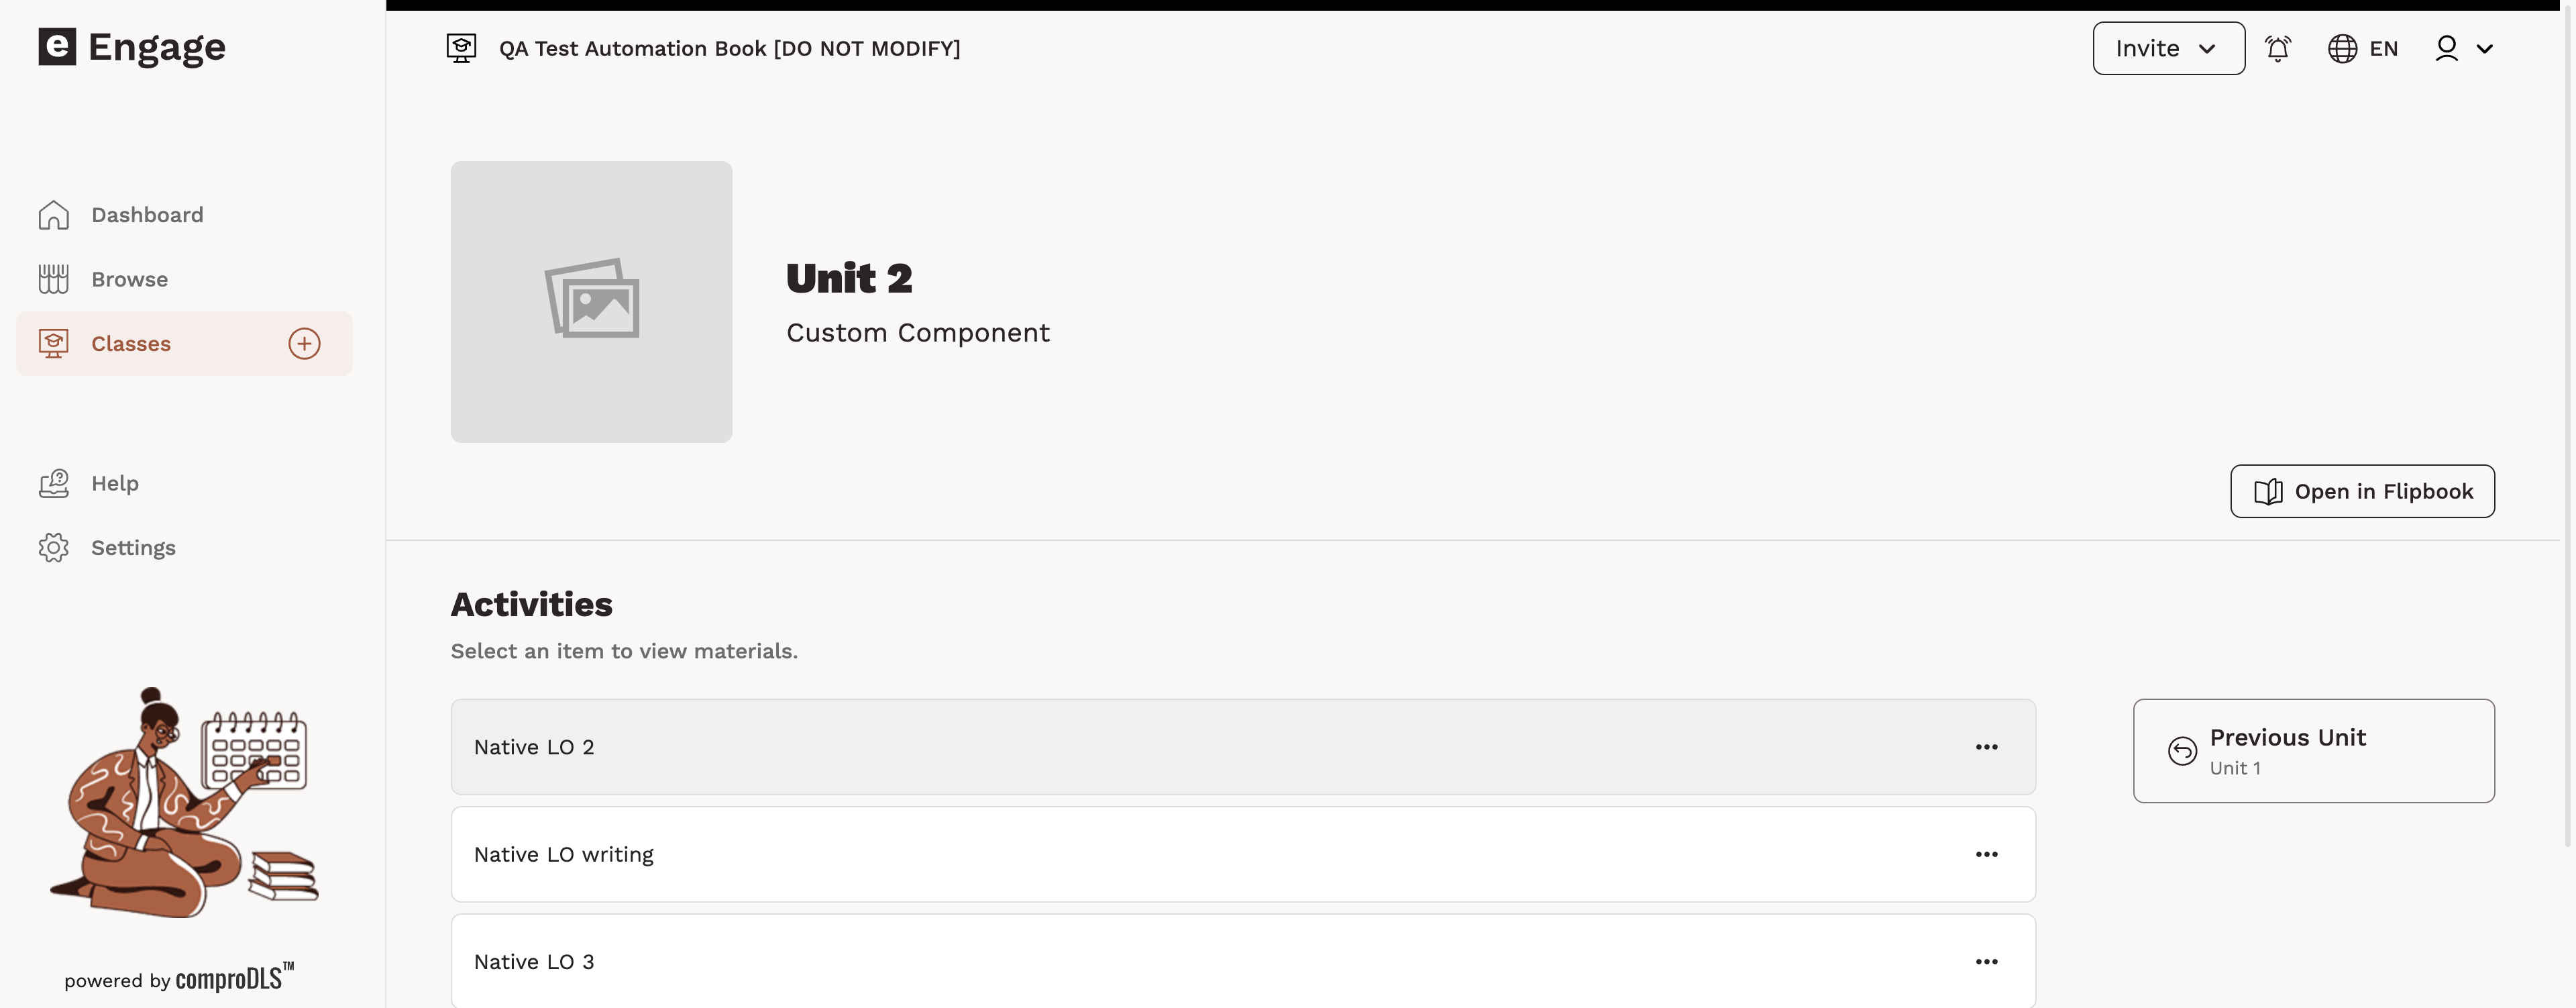 e Engage
QA Test Automation Book [DO NOT MODIFY]
Invite
EN
Dashboard
Browse
Classes
Help
Settings
powered by comproDLS™
Unit 2
Custom Component
Open in Flipbook
Activities
Select an item to view materials.
Native LO 2
Native LO writing
Native LO 3
Previous Unit
Unit 1